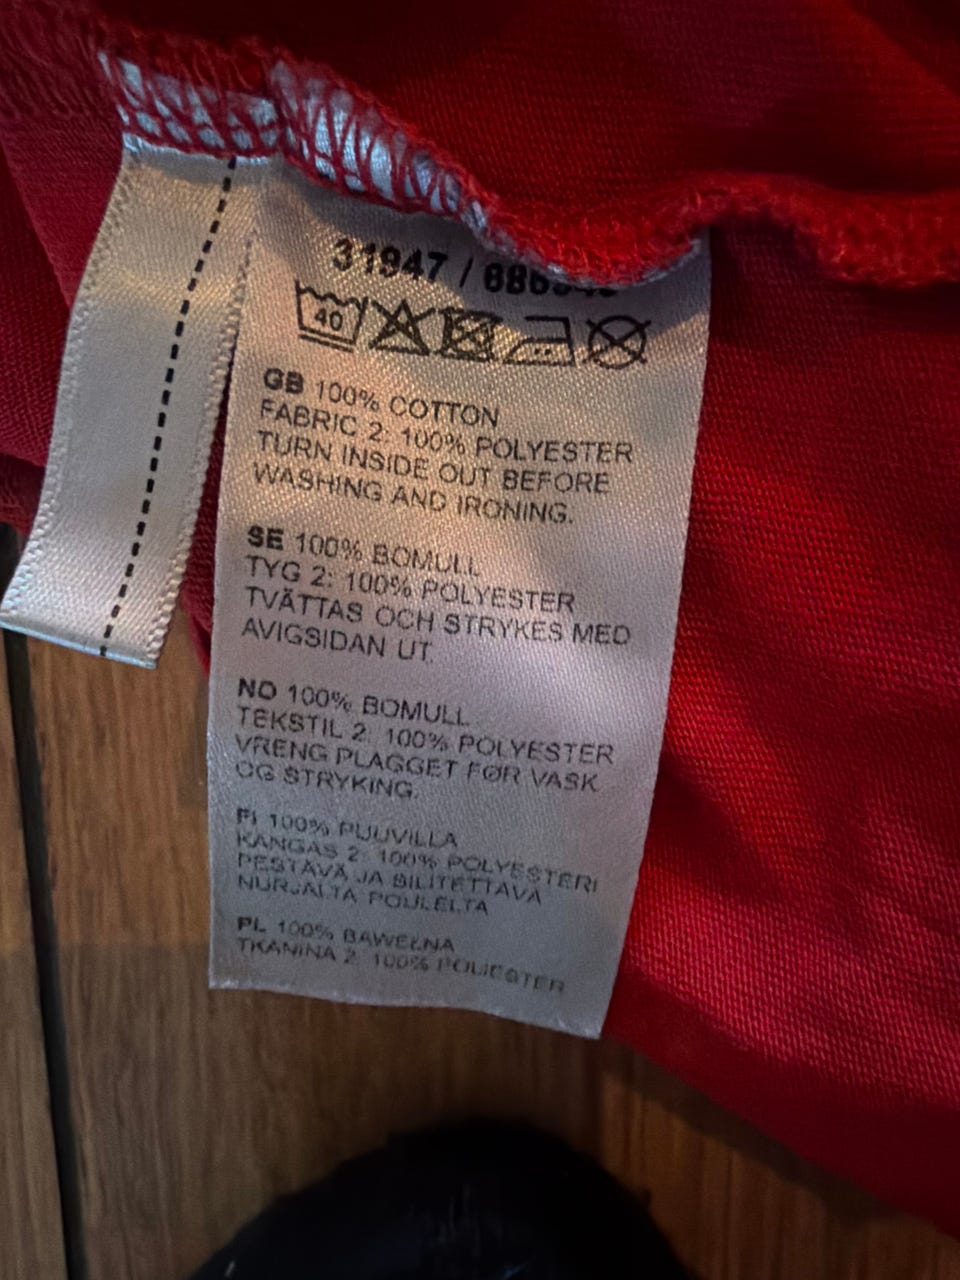 31947 /
40
GB 100% COTTON
FABRIC 2: 100% POLYESTER
TURN INSIDE OUT BEFORE
WASHING AND IRONING.
SE 100% BOMULL
TYG 2: 100% POLYESTER
TVÄTTAS OCH STRYKES MED
AVIGSIDAN UT.
NO 100% BOMULL
TEKSTIL 2: 100% POLYESTER
VRENG PLAGGET FØR VASK
OG STRYKING.
FI 100% PUUVILLA
KANGAS 2: 100% POLYESTERI
PESTÄVÄ JA SILITETTÄVÄ
NURJALTA PUOLELTA
PL 100% BAWEŁNA
TKANINA 2: 100% POLIESTER